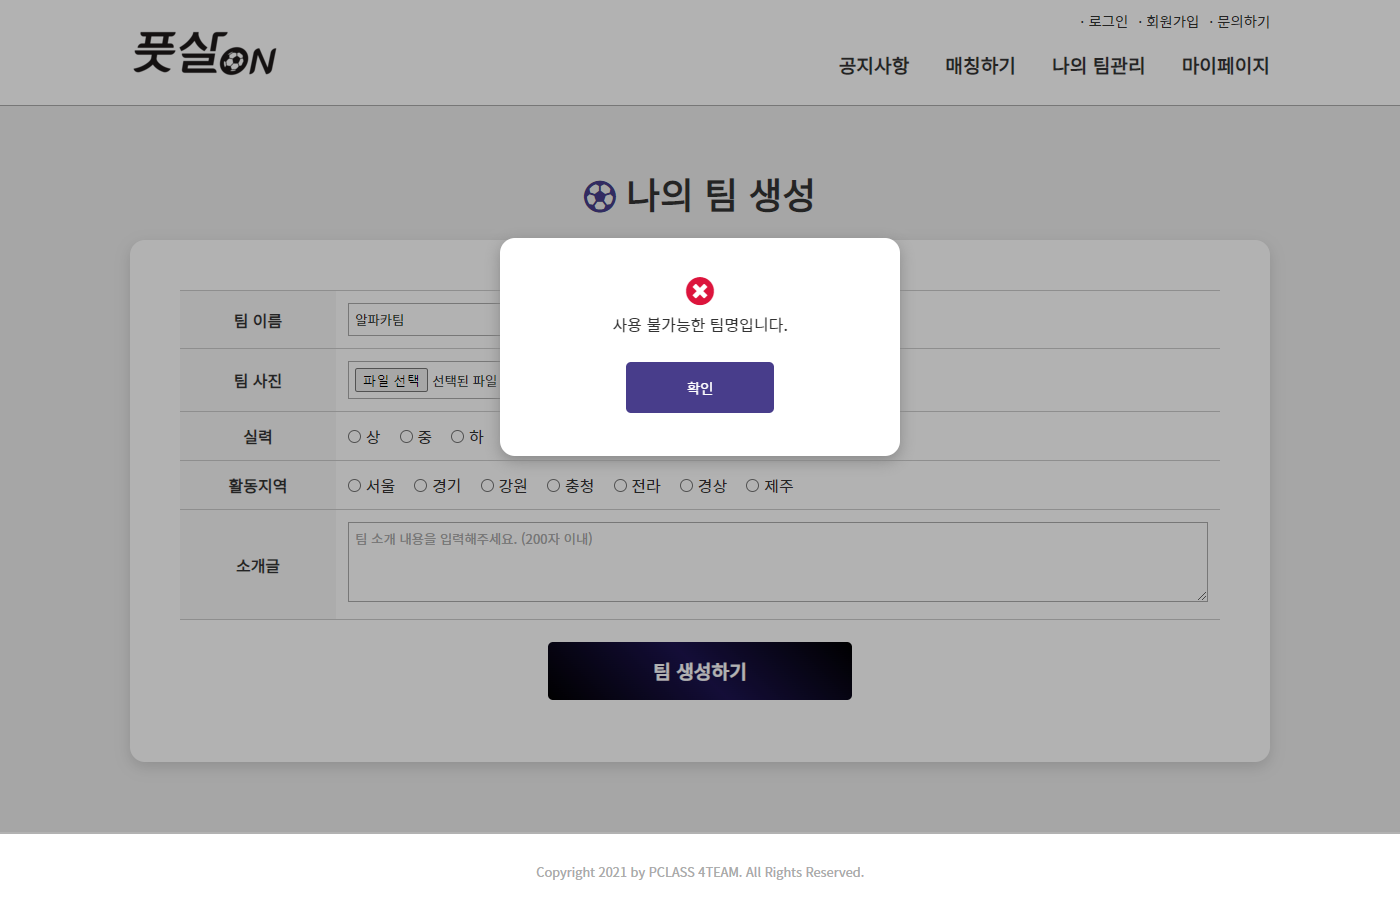 · 로그인 · 회원가입 · 문의하기
풋살ON
공지사항 매칭하기 나의 팀관리 마이페이지
나의 팀 생성
사용 불가능한 팀명입니다.
확인
팀 이름 알파카팀
팀 사진 파일 선택 선택된 파일
실력 상 중 하
활동지역 서울 경기 강원 충청 전라 경상 제주
소개글 팀 소개 내용을 입력해주세요. (200자 이내)
팀 생성하기
Copyright 2021 by PCLASS 4TEAM. All Rights Reserved.